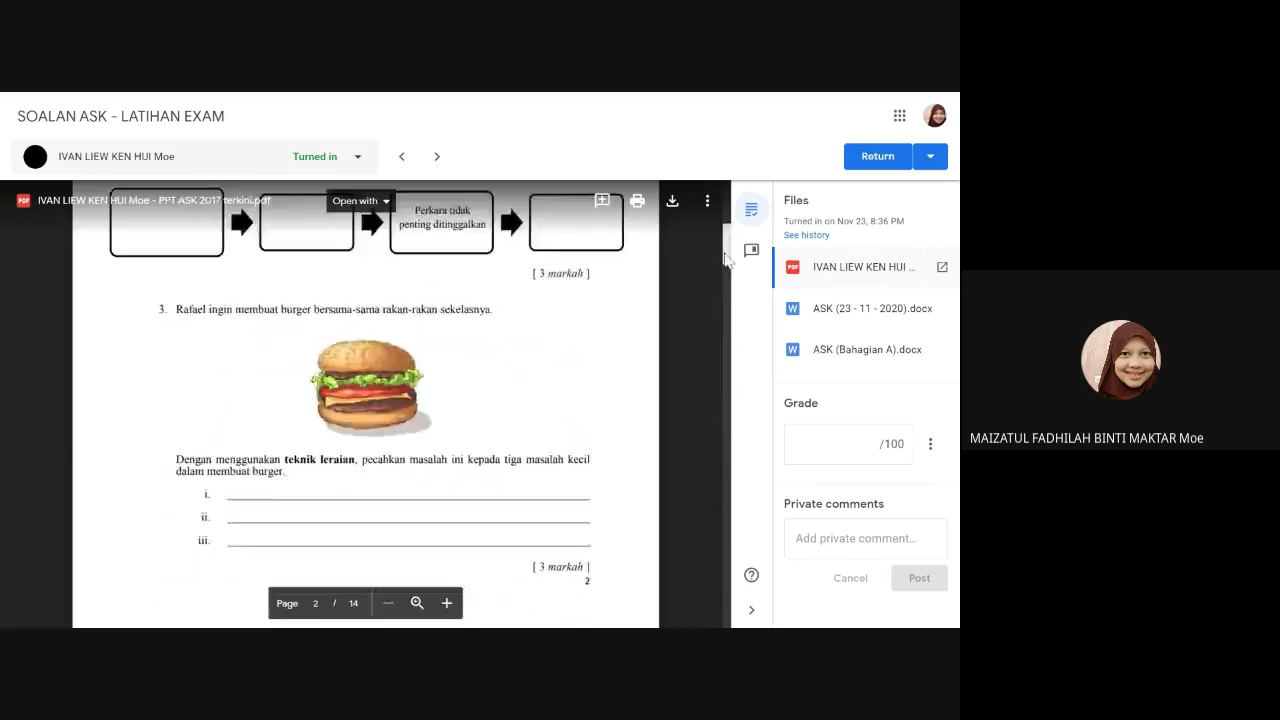 SOALAN ASK - LATIHAN EXAM
IVAN LIEW KEN HUI Moe
Turned in
Return
IVAN LIEW KEN HUI Moe - PPT ASK 2017 terkini.pdf
Open with
Perkara tidak
penting ditinggalkan
[ 3 markah ]
3. Rafael ingin membuat burger bersama-sama rakan-rakan sekelasnya.
Dengan menggunakan teknik leraian, pecahkan masalah ini kepada tiga masalah kecil
dalam membuat burger.
i.
ii.
iii.
[ 3 markah ]
2
Page 2 / 14
Files
Turned in on Nov 23, 8:36 PM
See history
PDF
IVAN LIEW KEN HUI ...
W
ASK (23 - 11 - 2020).docx
W
ASK (Bahagian A).docx
Grade
/100
Private comments
Add private comment...
Cancel
Post
MAIZATUL FADHILAH BINTI MAKTAR Moe